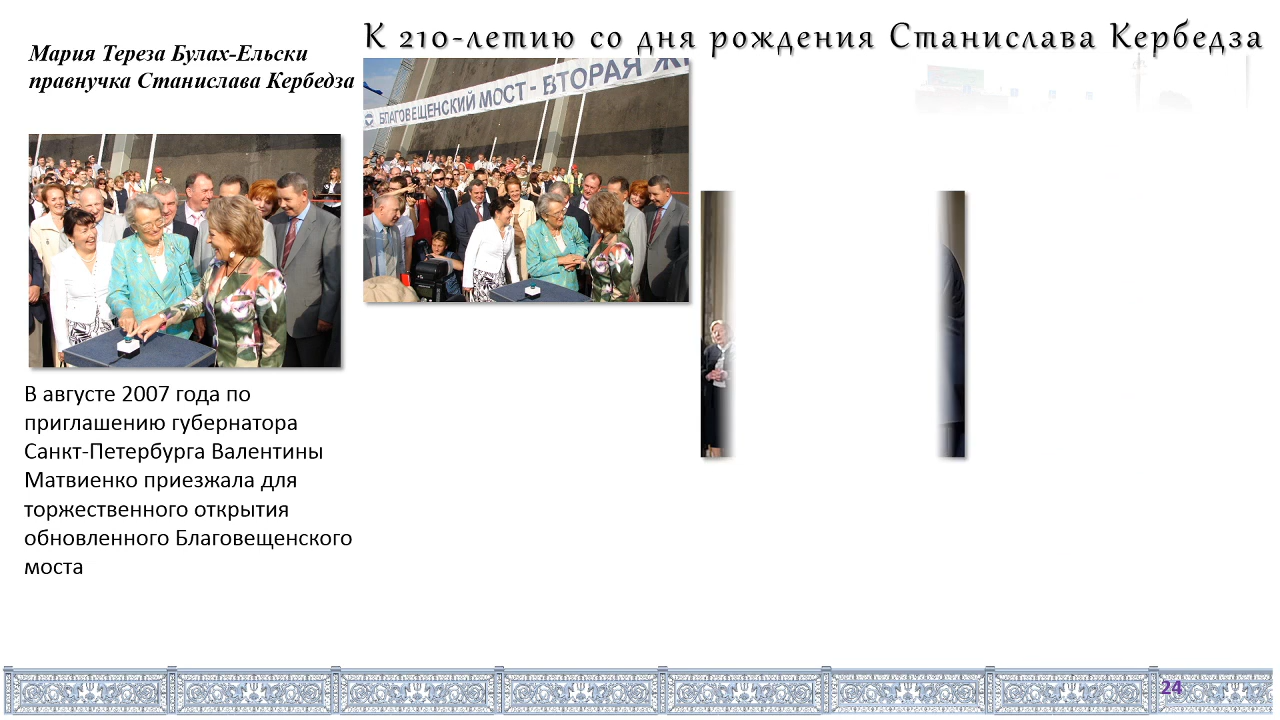 К 210-летию со дня рождения Станислава Кербедза
Мария Тереза Булах-Ельски
правнучка Станислава Кербедза
БЛАГОВЕЩЕНСКИЙ МОСТ - ВТОРАЯ
В августе 2007 года по
приглашению губернатора
Санкт-Петербурга Валентины
Матвиенко приезжала для
торжественного открытия
обновленного Благовещенского
моста
24